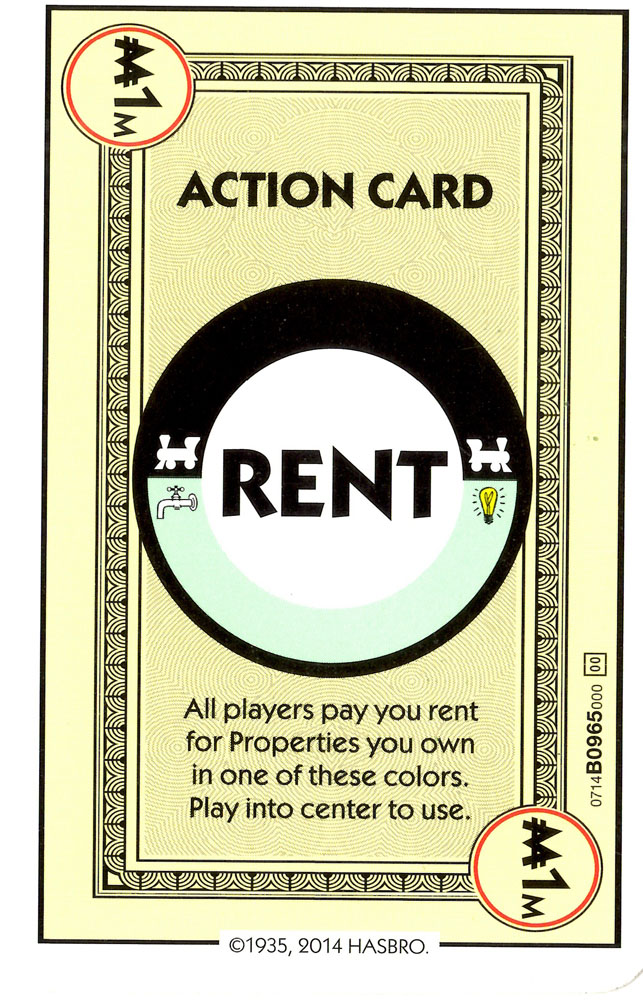 ₩1M
ACTION CARD
RENT
All players pay you rent
for Properties you own
in one of these colors.
Play into center to use.
0714B0965000 00
₩1M
©1935, 2014 HASBRO.